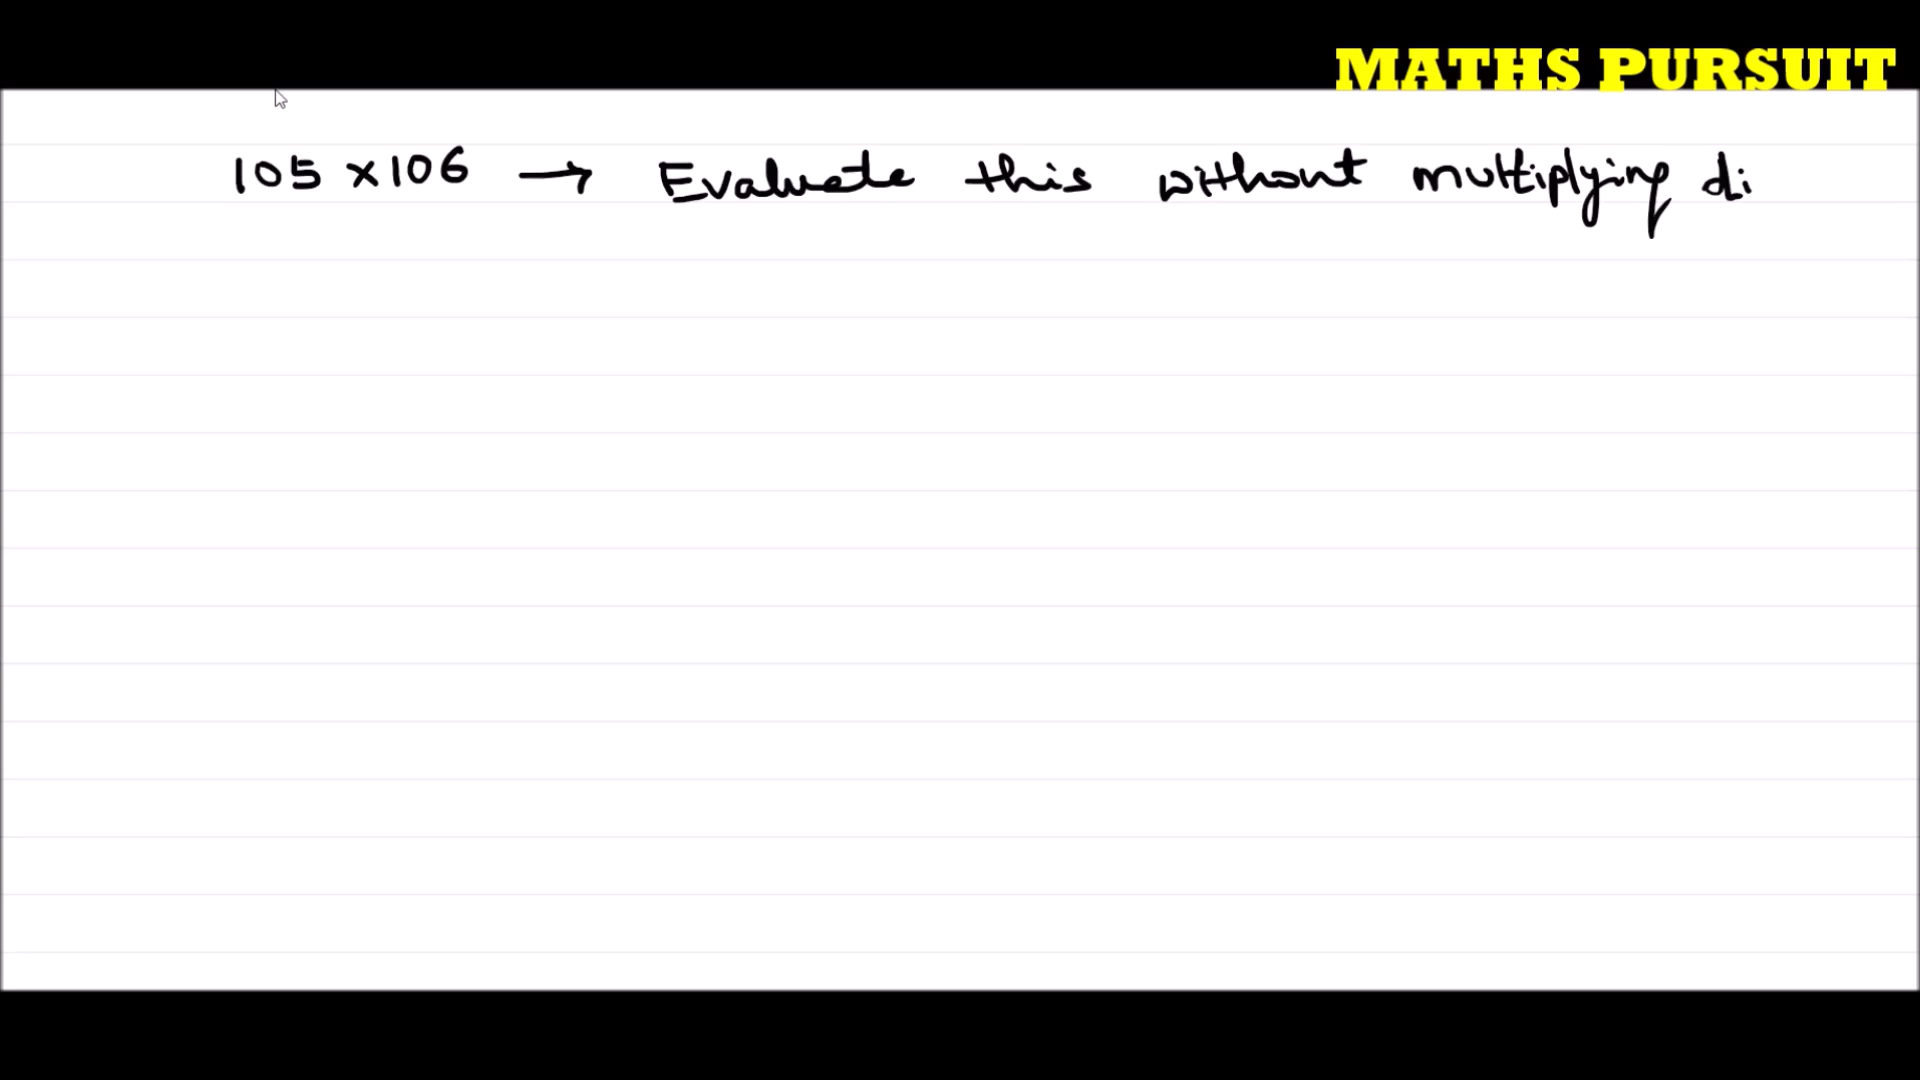 MATHS PURSUIT
105 × 106 → Evaluate this without multiplying di